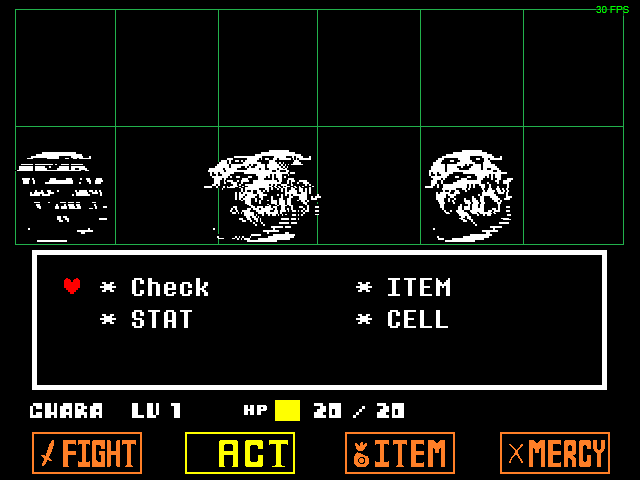 30 FPS
* Check * ITEM
* STAT * CELL
CHARA LV 1 HP 20 / 20
FIGHT ACT ITEM MERCY